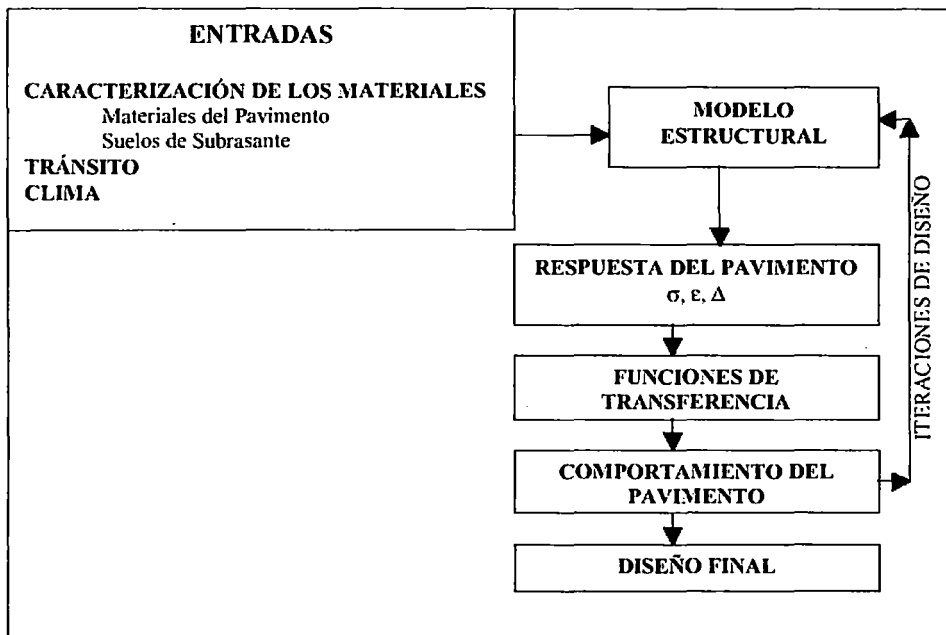 ENTRADAS
CARACTERIZACIÓN DE LOS MATERIALES
Materiales del Pavimento
Suelos de Subrasante
TRÁNSITO
CLIMA
MODELO
ESTRUCTURAL
RESPUESTA DEL PAVIMENTO
σ, ε, Δ
FUNCIONES DE
TRANSFERENCIA
COMPORTAMIENTO DEL
PAVIMENTO
DISEÑO FINAL
ITERACIONES DE DISEÑO